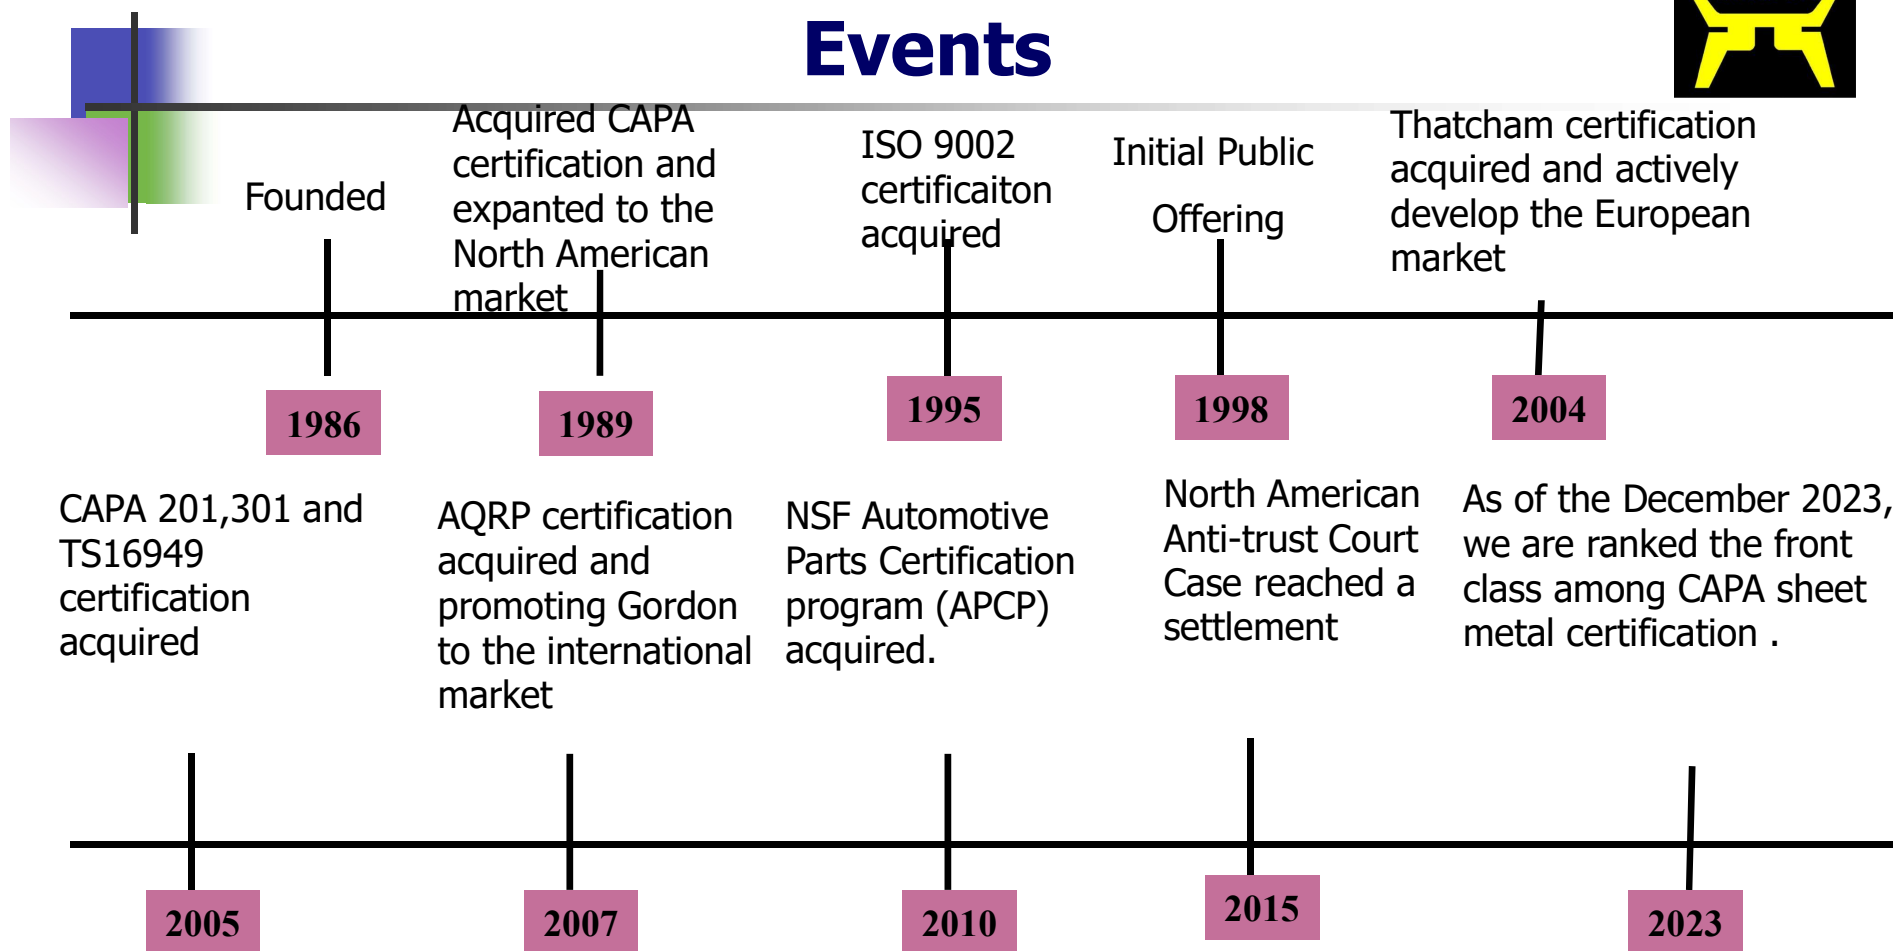 Events
Founded
Acquired CAPA
certification and
expanted to the
North American
market
ISO 9002
certificaiton
acquired
Initial Public
Offering
Thatcham certification
acquired and actively
develop the European
market
1986
1989
1995
1998
2004
CAPA 201,301 and
TS16949
certification
acquired
AQRP certification
acquired and
promoting Gordon
to the international
market
NSF Automotive
Parts Certification
program (APCP)
acquired.
North American
Anti-trust Court
Case reached a
settlement
As of the December 2023,
we are ranked the front
class among CAPA sheet
metal certification .
2005
2007
2010
2015
2023